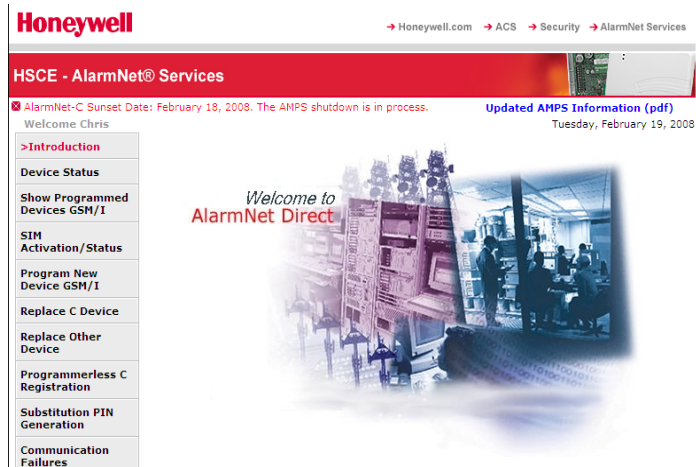 Honeywell
Honeywell.com ACS Security AlarmNet Services
HSCE - AlarmNet® Services
AlarmNet-C Sunset Date: February 18, 2008. The AMPS shutdown is in process.
Updated AMPS Information (pdf)
Welcome Chris
Tuesday, February 19, 2008
>Introduction
Device Status
Show Programmed
Devices GSM/I
SIM
Activation/Status
Program New
Device GSM/I
Replace C Device
Replace Other
Device
Programmerless C
Registration
Substitution PIN
Generation
Communication
Failures
Welcome to
AlarmNet Direct